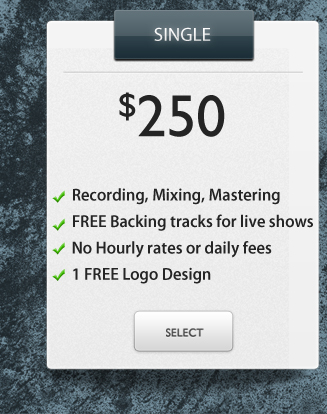 SINGLE
$250
Recording, Mixing, Mastering
FREE Backing tracks for live shows
No Hourly rates or daily fees
1 FREE Logo Design
SELECT